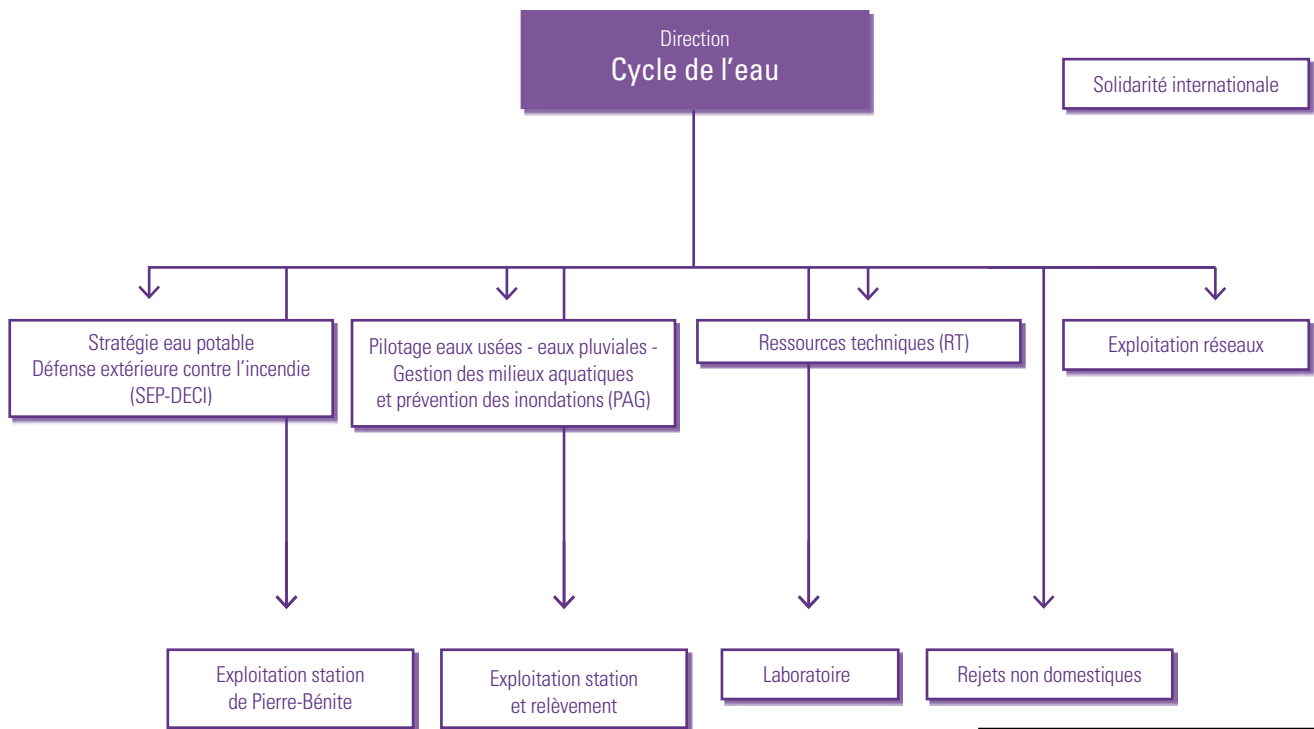 Direction
Cycle de l'eau
Solidarité internationale
Stratégie eau potable
Défense extérieure contre l'incendie
(SEP-DECI)
Pilotage eaux usées - eaux pluviales -
Gestion des milieux aquatiques
et prévention des inondations (PAG)
Ressources techniques (RT)
Exploitation réseaux
Exploitation station
de Pierre-Bénite
Exploitation station
et relèvement
Laboratoire
Rejets non domestiques